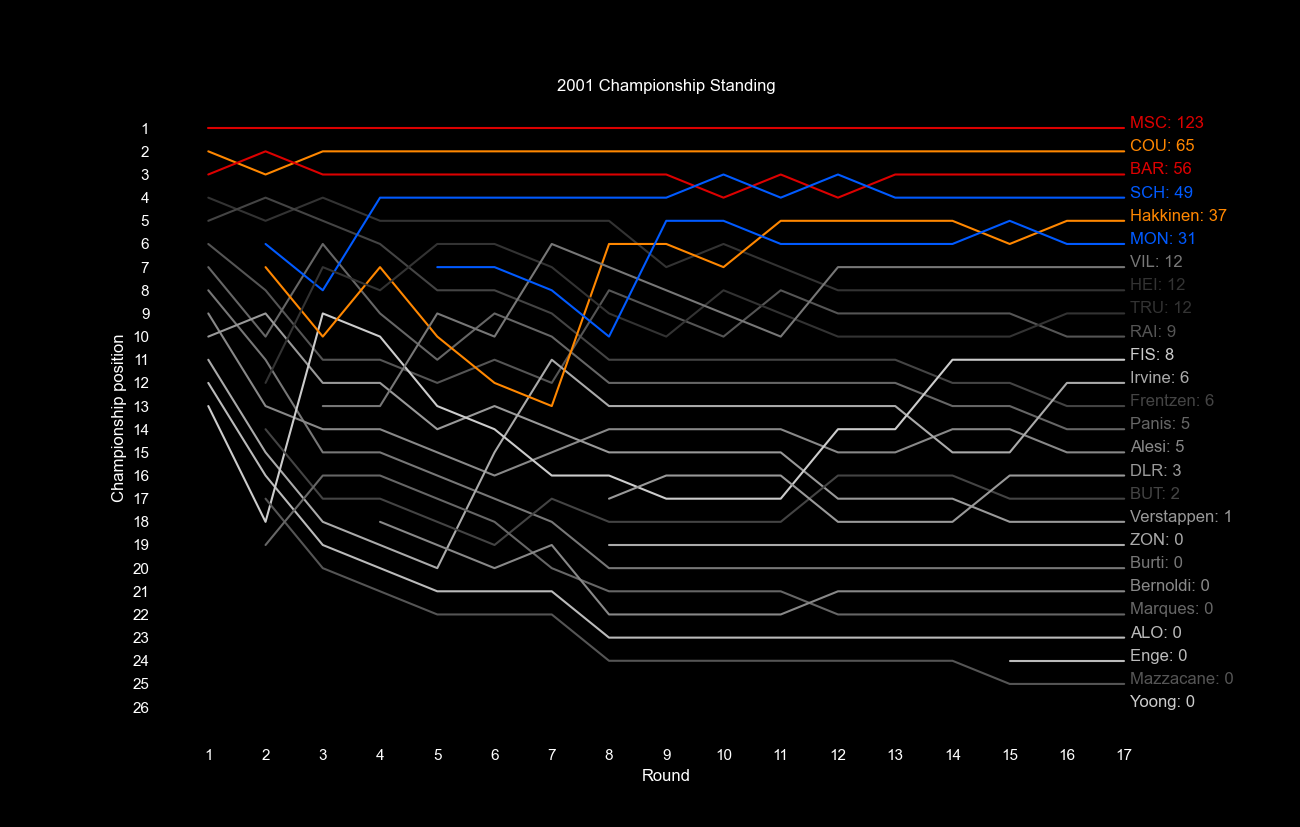 2001 Championship Standing
1
2
3
4
5
6
7
8
9
10
11
12
13
14
15
16
17
18
19
20
21
22
23
24
25
26
Championship position
MSC: 123
COU: 65
BAR: 56
SCH: 49
Hakkinen: 37
MON: 31
VIL: 12
HEI: 12
TRU: 12
RAI: 9
FIS: 8
Irvine: 6
Frentzen: 6
Panis: 5
Alesi: 5
DLR: 3
BUT: 2
Verstappen: 1
ZON: 0
Burti: 0
Bernoldi: 0
Marques: 0
ALO: 0
Enge: 0
Mazzacane: 0
Yoong: 0
1 2 3 4 5 6 7 8 9 10 11 12 13 14 15 16 17
Round